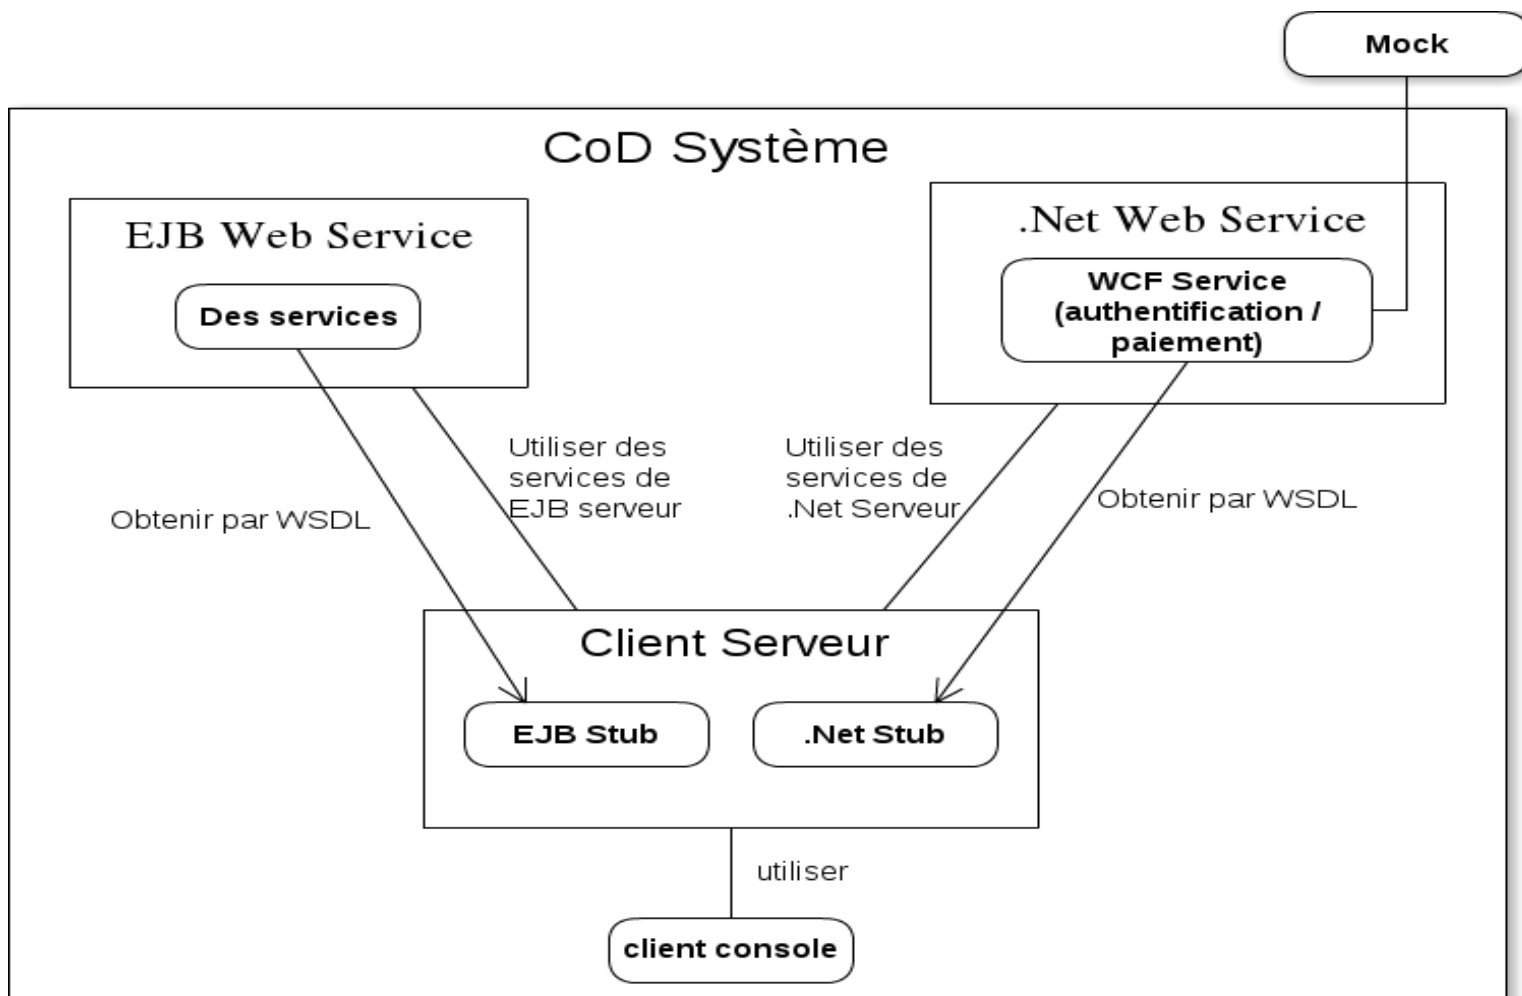 Mock
CoD Système
EJB Web Service
Des services
.Net Web Service
WCF Service
(authentification /
paiement)
Utiliser des
services de
EJB serveur
Utiliser des
services de
.Net Serveur
Obtenir par WSDL
Obtenir par WSDL
Client Serveur
EJB Stub
.Net Stub
utiliser
client console